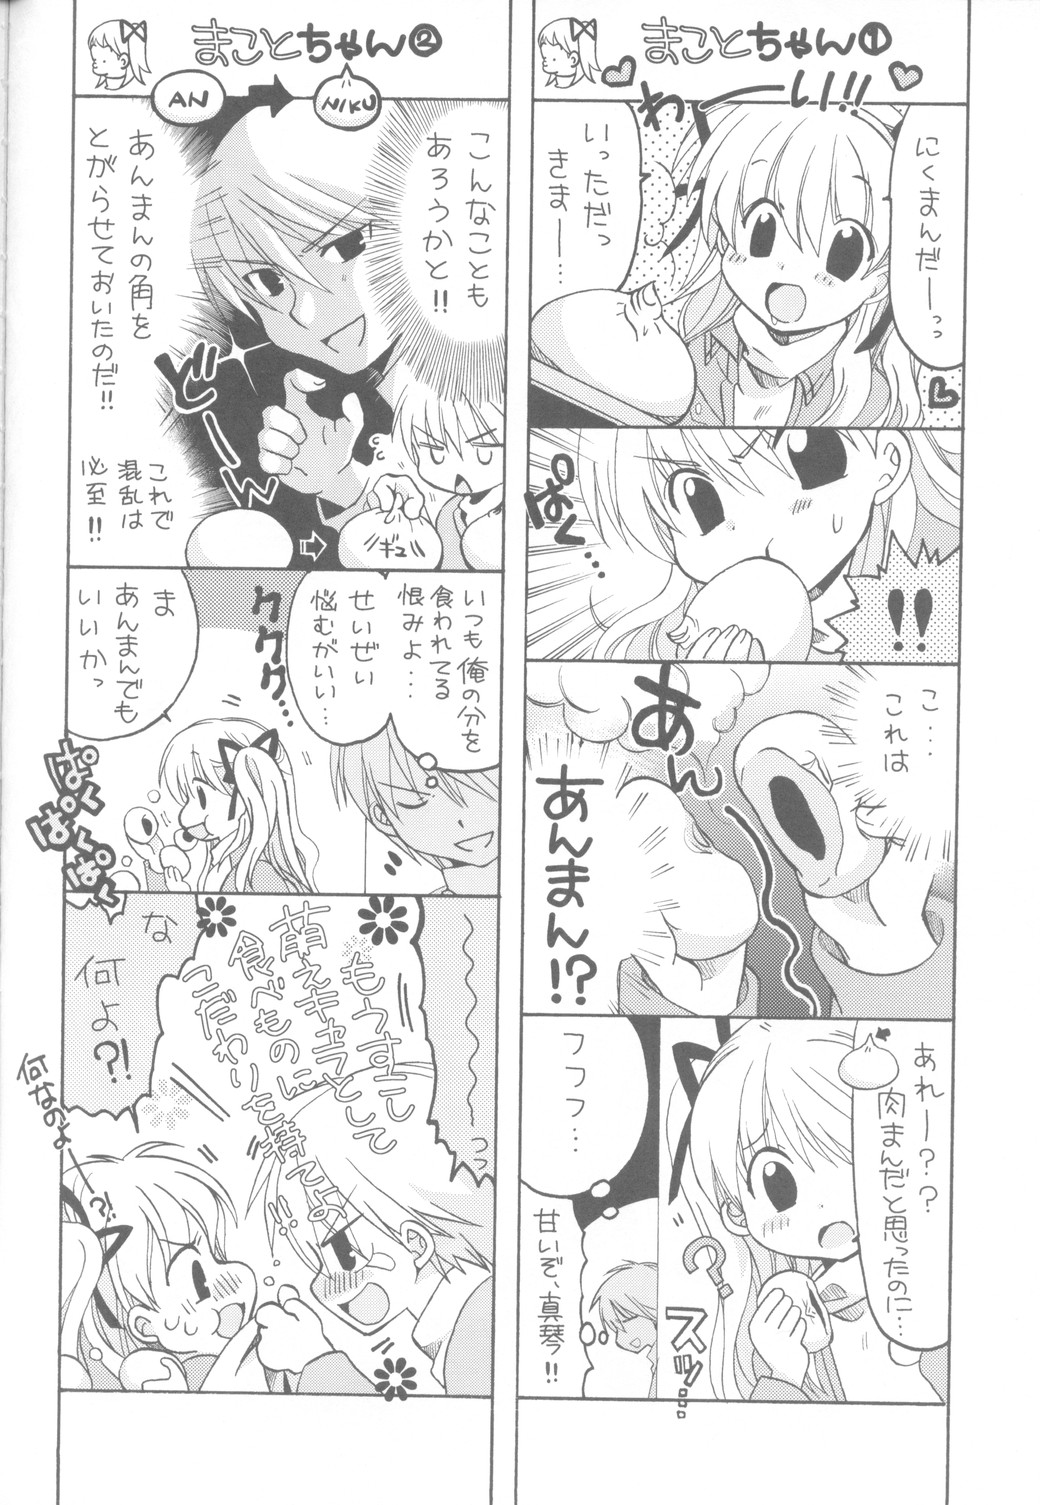 まことちゃん①
わーい!!
にくまんだーっっ
いっただっ
きまー…
ぱく…
!!
こ…
これは
あん
あんまん!?
あれー???
肉まんだと思ったのに…
フフフ…
甘いぞ、真琴!!
スッ…
まことちゃん②
AN
NIKU
こんなことも
あろうかと!!
あんまんの角を
とがらせておいたのだ!!
どーん
これで
混乱は
必至!!
ギュ
いつも俺の分を
食われてる
恨みよ…
せいぜい
悩むがいい…
ククク…
ま
あんまんでも
いいかっ
ぱくぱくぱくぱく
っっ
もうすこし
萌えキャラとして
食べものに
こだわりを持てよ!!
な
何よ?!
何なのよ
?!